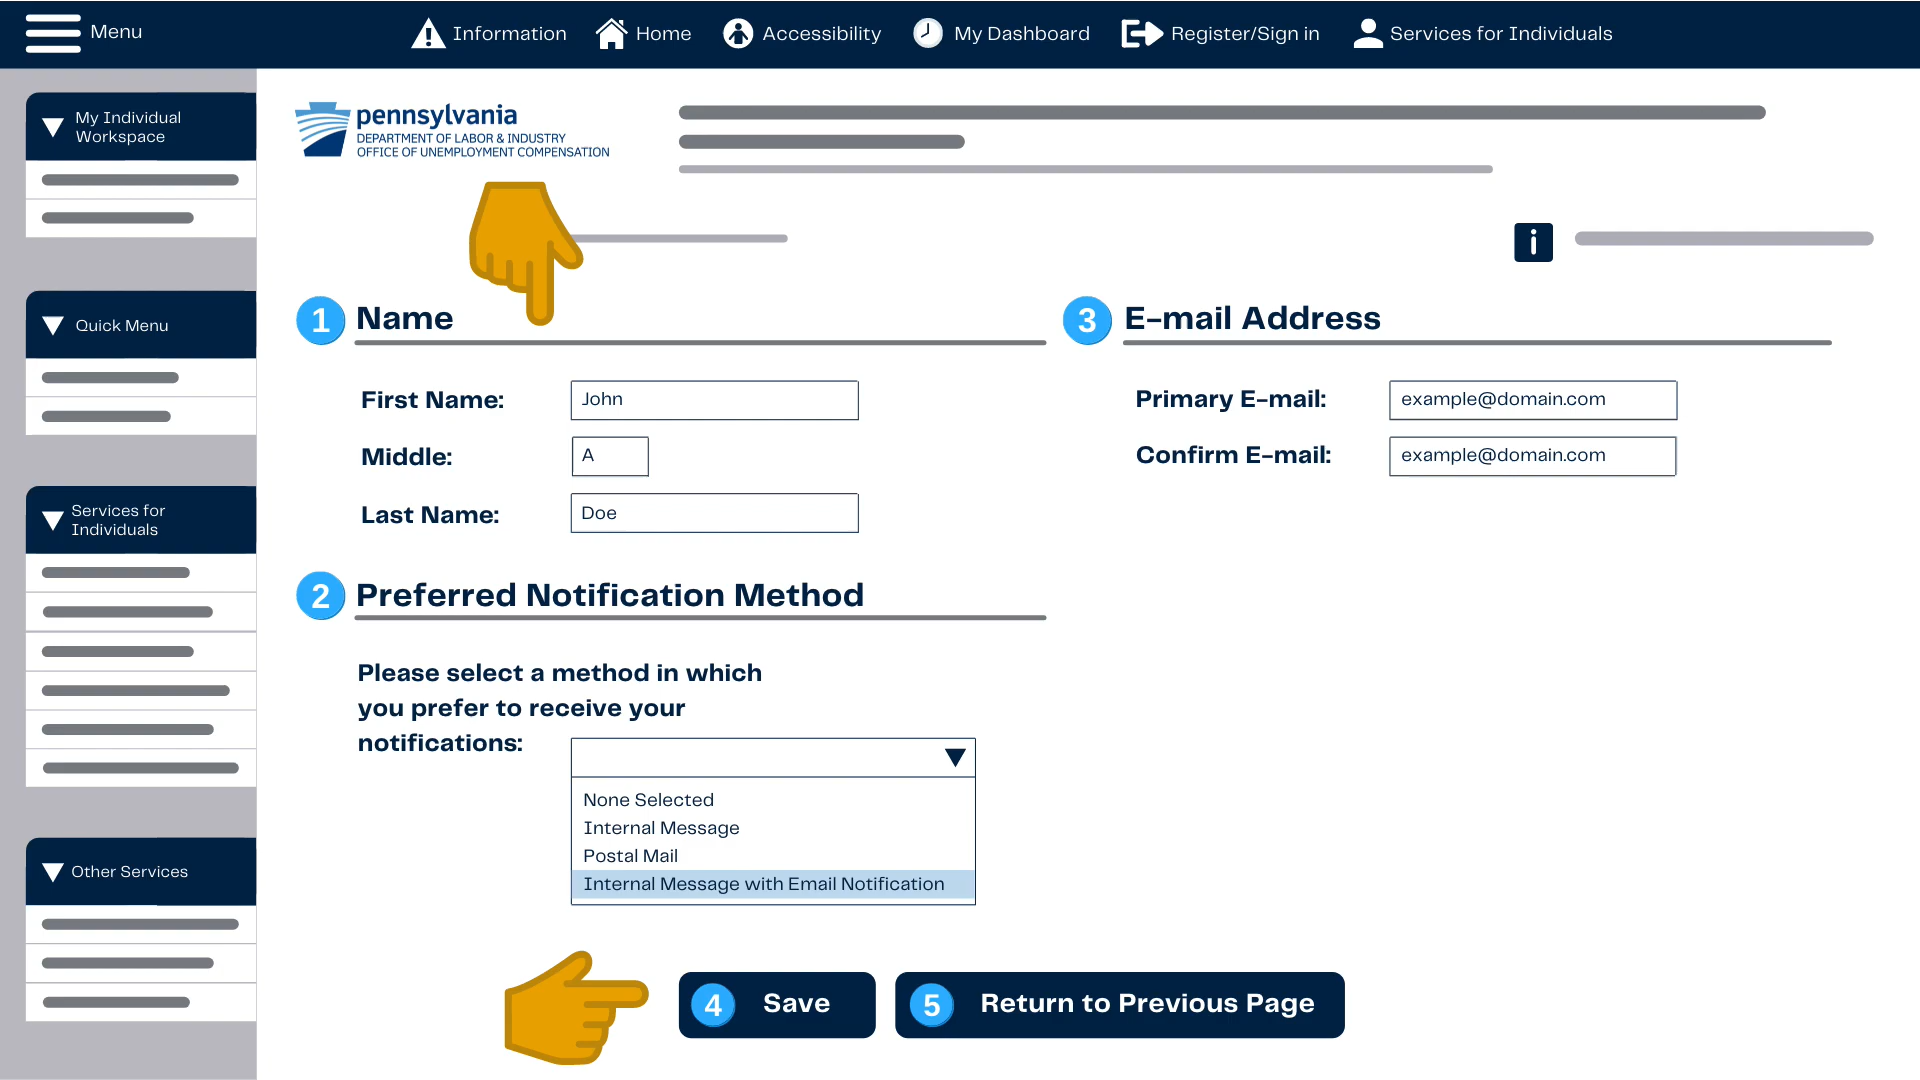 Menu
Information
Home
Accessibility
My Dashboard
Register/Sign in
Services for Individuals
My Individual
Workspace
Quick Menu
Services for
Individuals
Other Services
pennsylvania
DEPARTMENT OF LABOR & INDUSTRY
OFFICE OF UNEMPLOYMENT COMPENSATION
i
1 Name
First Name: John
Middle: A
Last Name: Doe
2 Preferred Notification Method
Please select a method in which
you prefer to receive your
notifications:
None Selected
Internal Message
Postal Mail
Internal Message with Email Notification
3 E-mail Address
Primary E-mail: example@domain.com
Confirm E-mail: example@domain.com
4 Save
5 Return to Previous Page